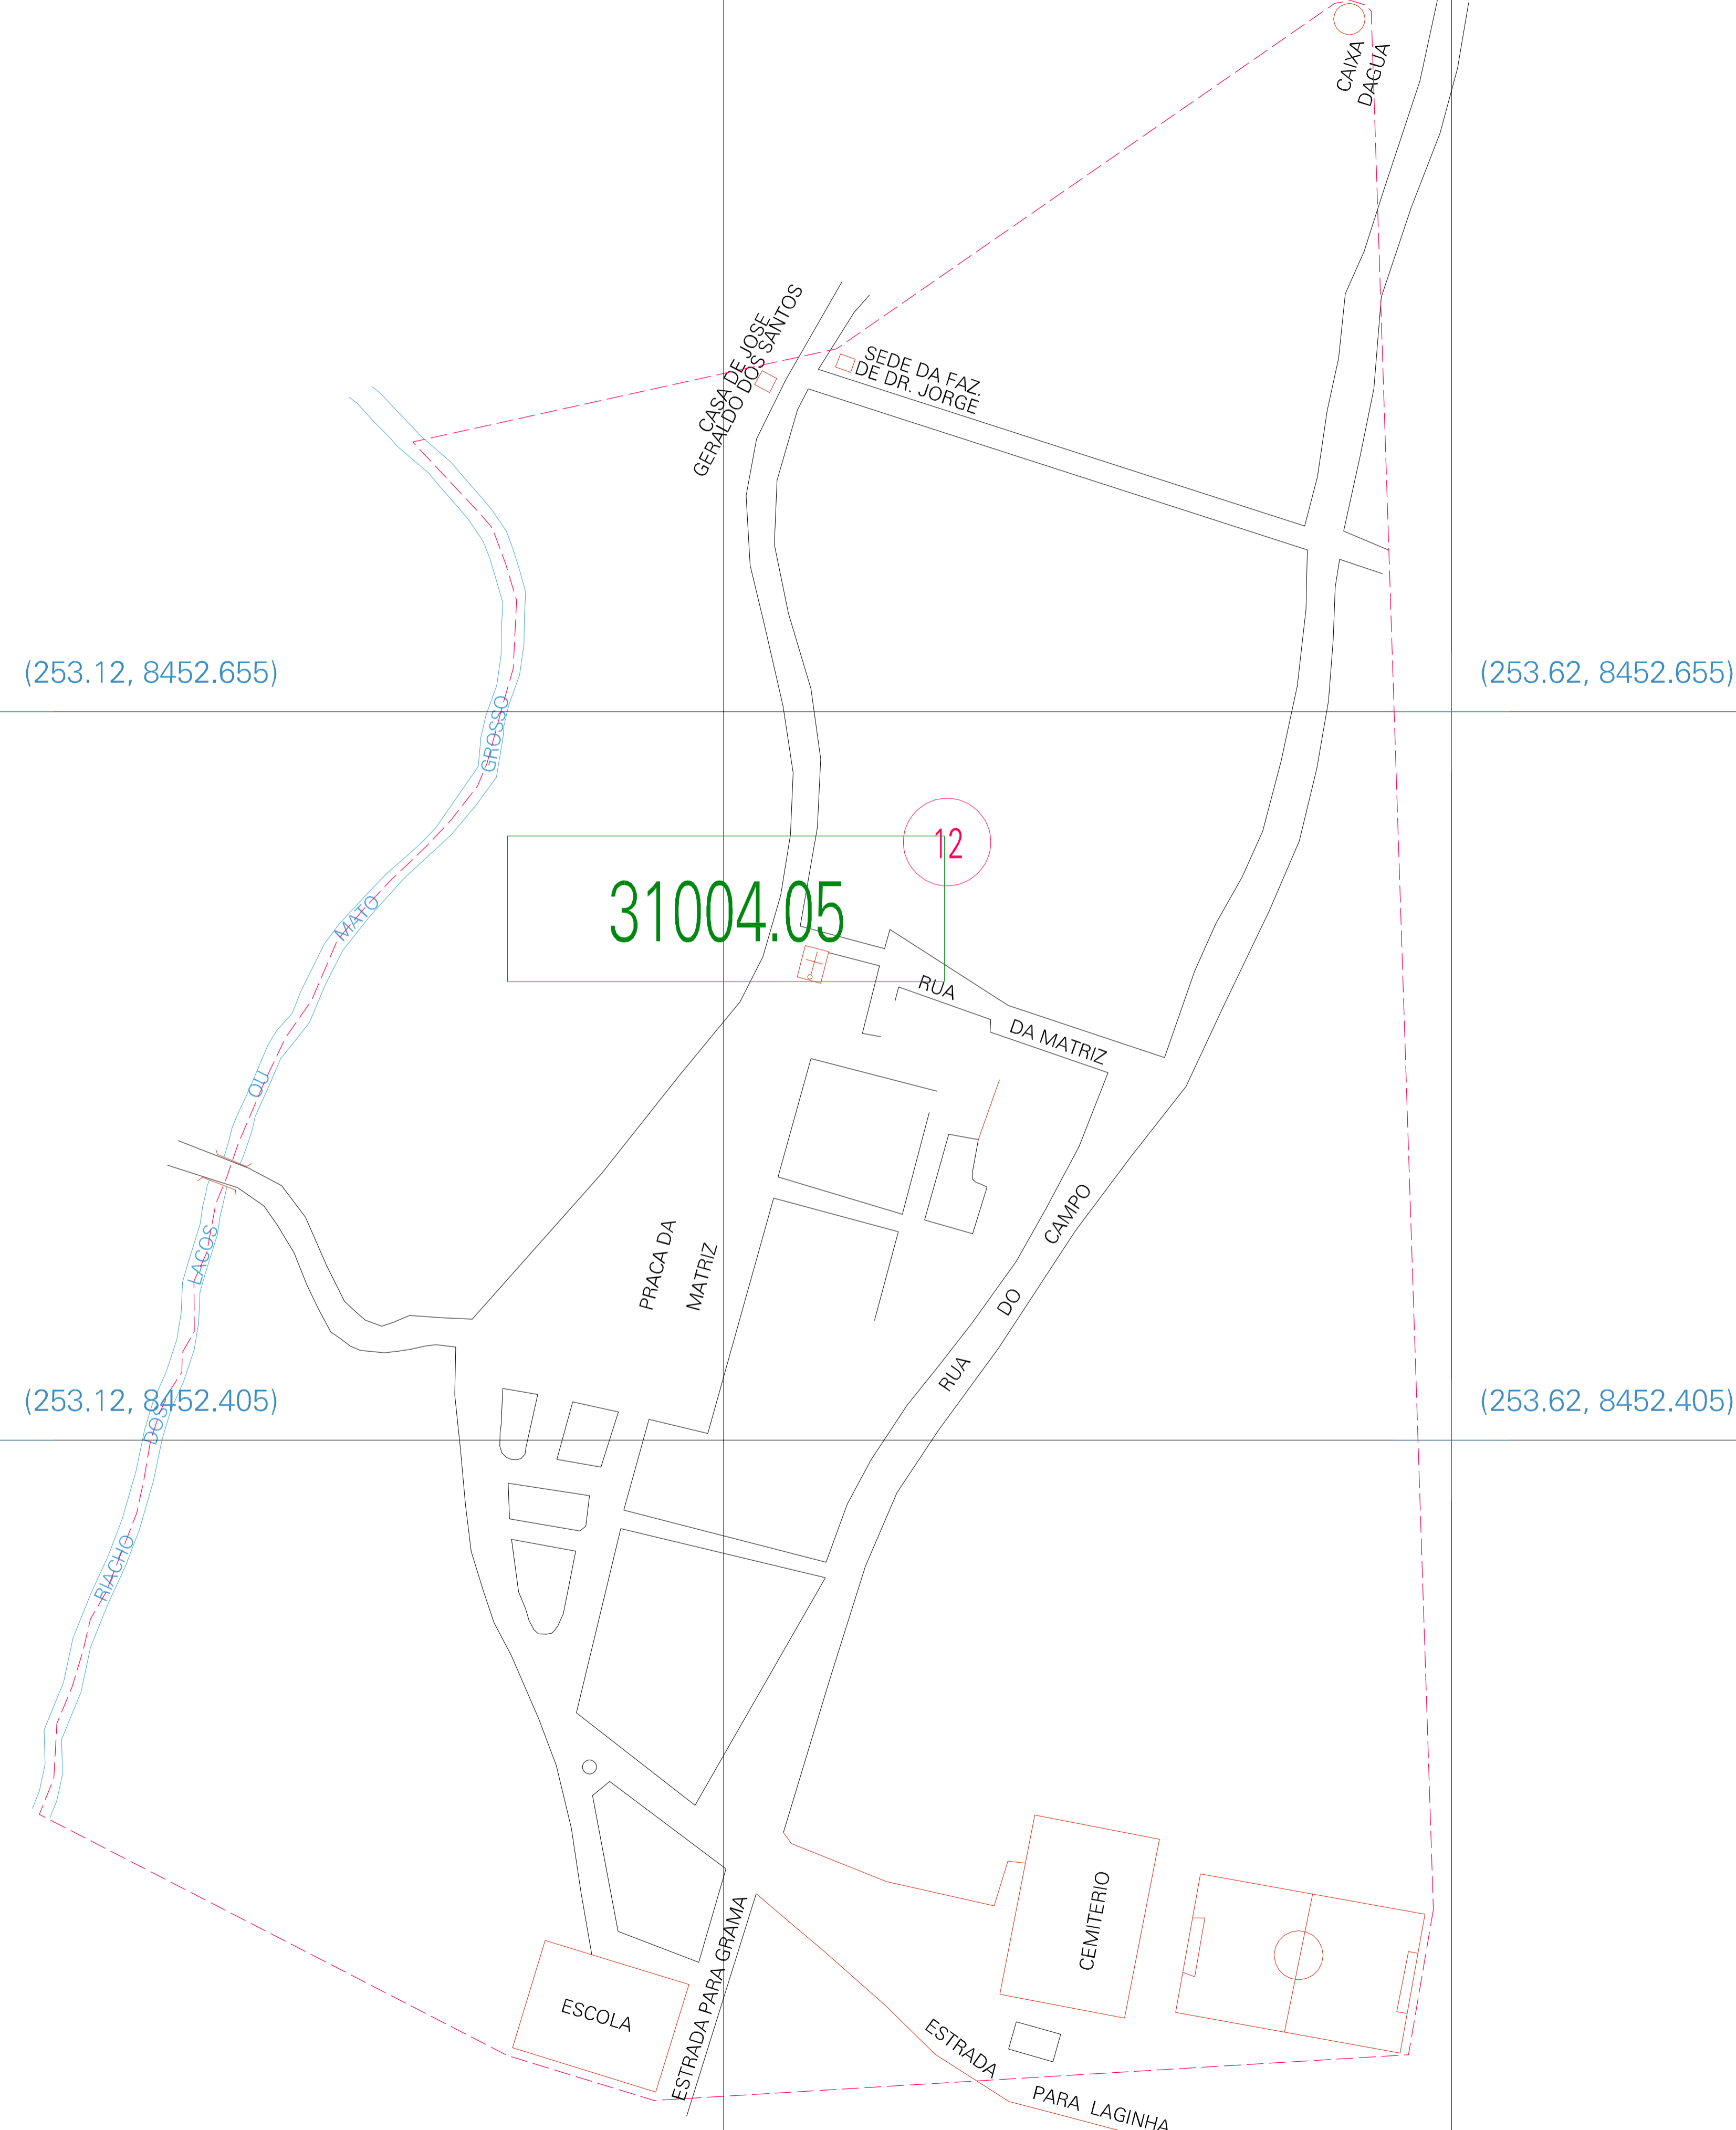 CAIXA
DAGUA
CASA DE JOSE
GERALDO DOS SANTOS
SEDE DA FAZ.
DE DR. JORGE
(253.12, 8452.655)
(253.62, 8452.655)
GROSSO
MATO
OU
LACOS
DOS
RIACHO
12
31004.05
RUA
DA MATRIZ
PRACA DA
MATRIZ
CAMPO
DO
RUA
(253.12, 8452.405)
(253.62, 8452.405)
CEMITERIO
ESCOLA
ESTRADA PARA GRAMA
ESTRADA
PARA LAGINHA